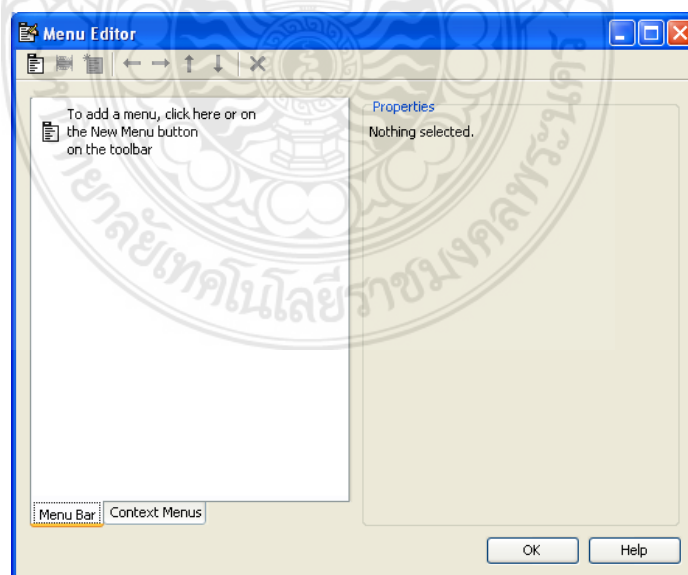 Menu Editor
To add a menu, click here or on
the New Menu button
on the toolbar
Properties
Nothing selected.
Menu Bar
Context Menus
OK
Help